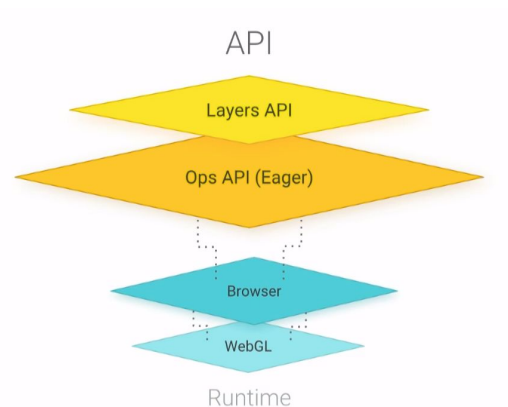 API
Layers API
Ops API (Eager)
Browser
WebGL
Runtime